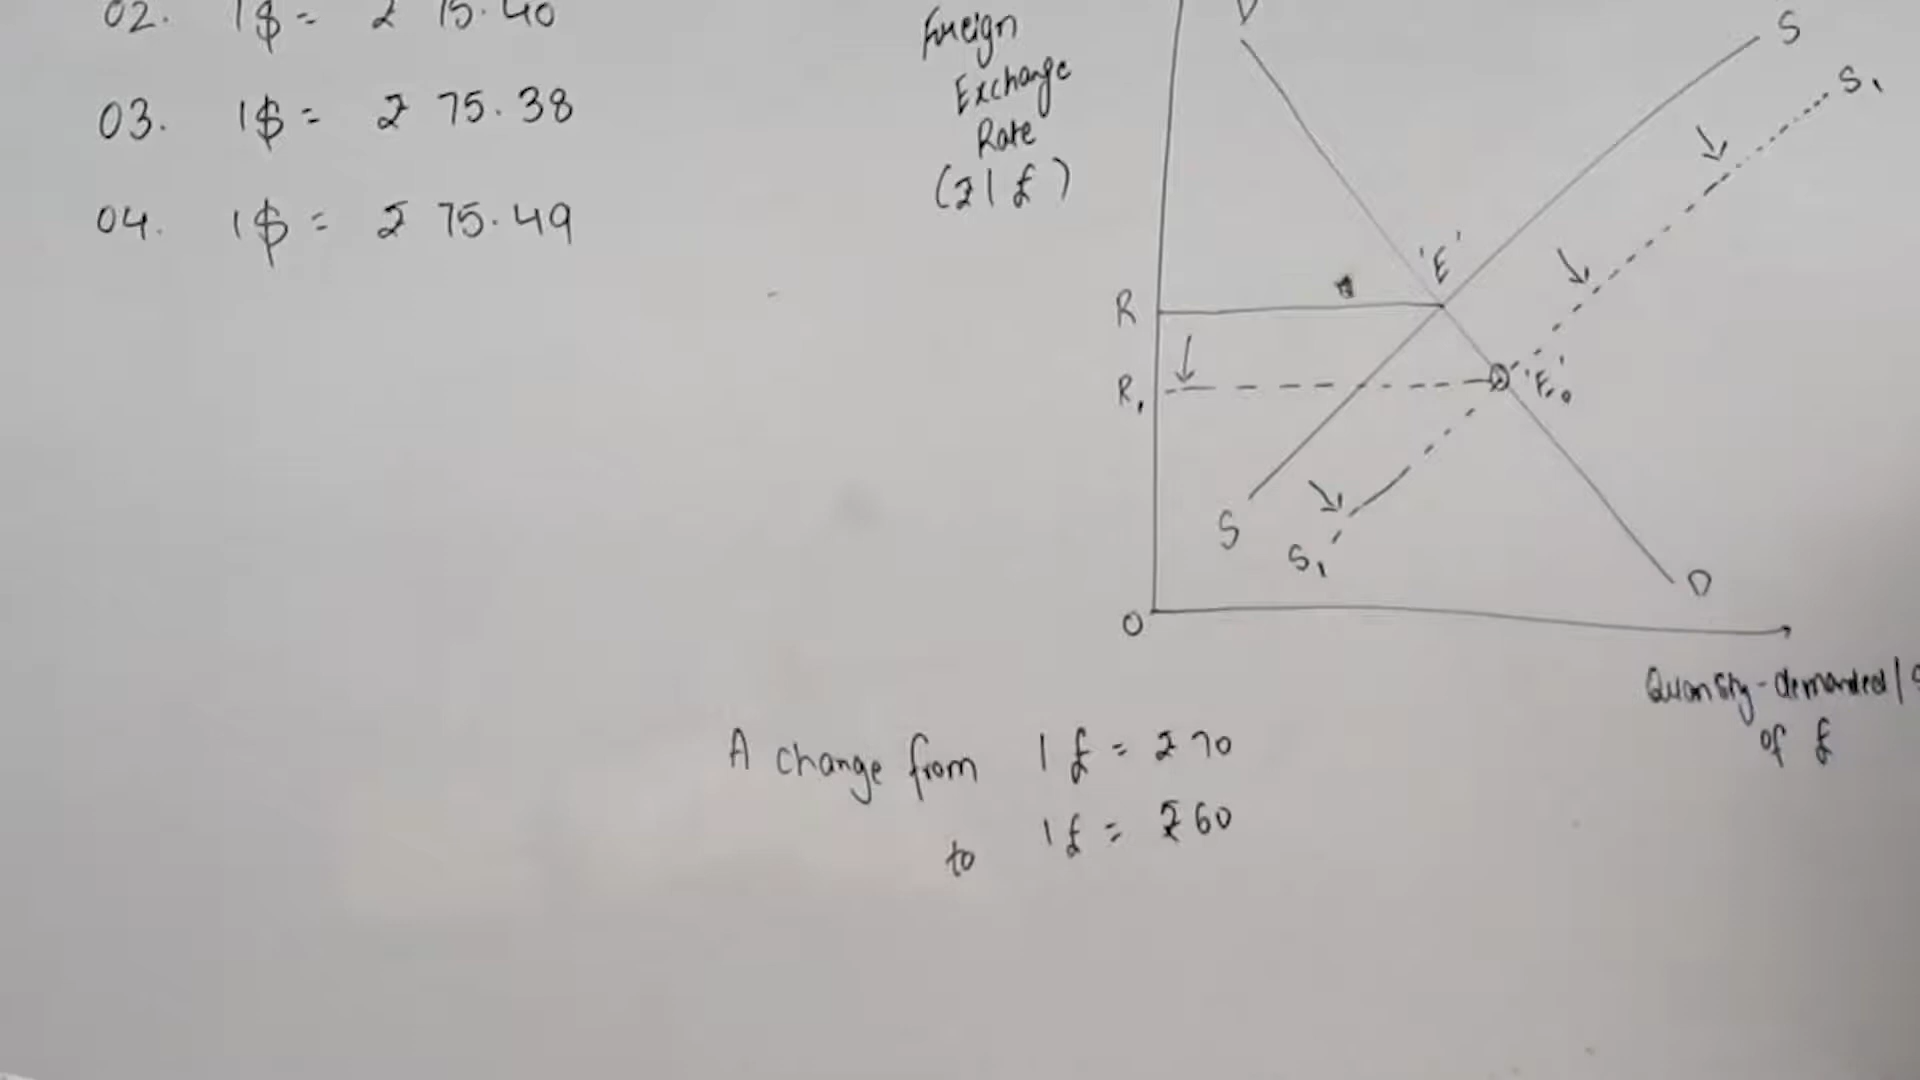 02. 1$ = ₹ 75.40
03. 1$ = ₹ 75.38
04. 1$ = ₹ 75.49
Foreign
Exchange
Rate
(₹/£)
D
S
S₁
'E'
R
R₁
'E₁'
S
S₁
D
O
Quantity-demanded/
of £
A change from 1 £ = ₹ 70
to 1 £ = ₹ 60